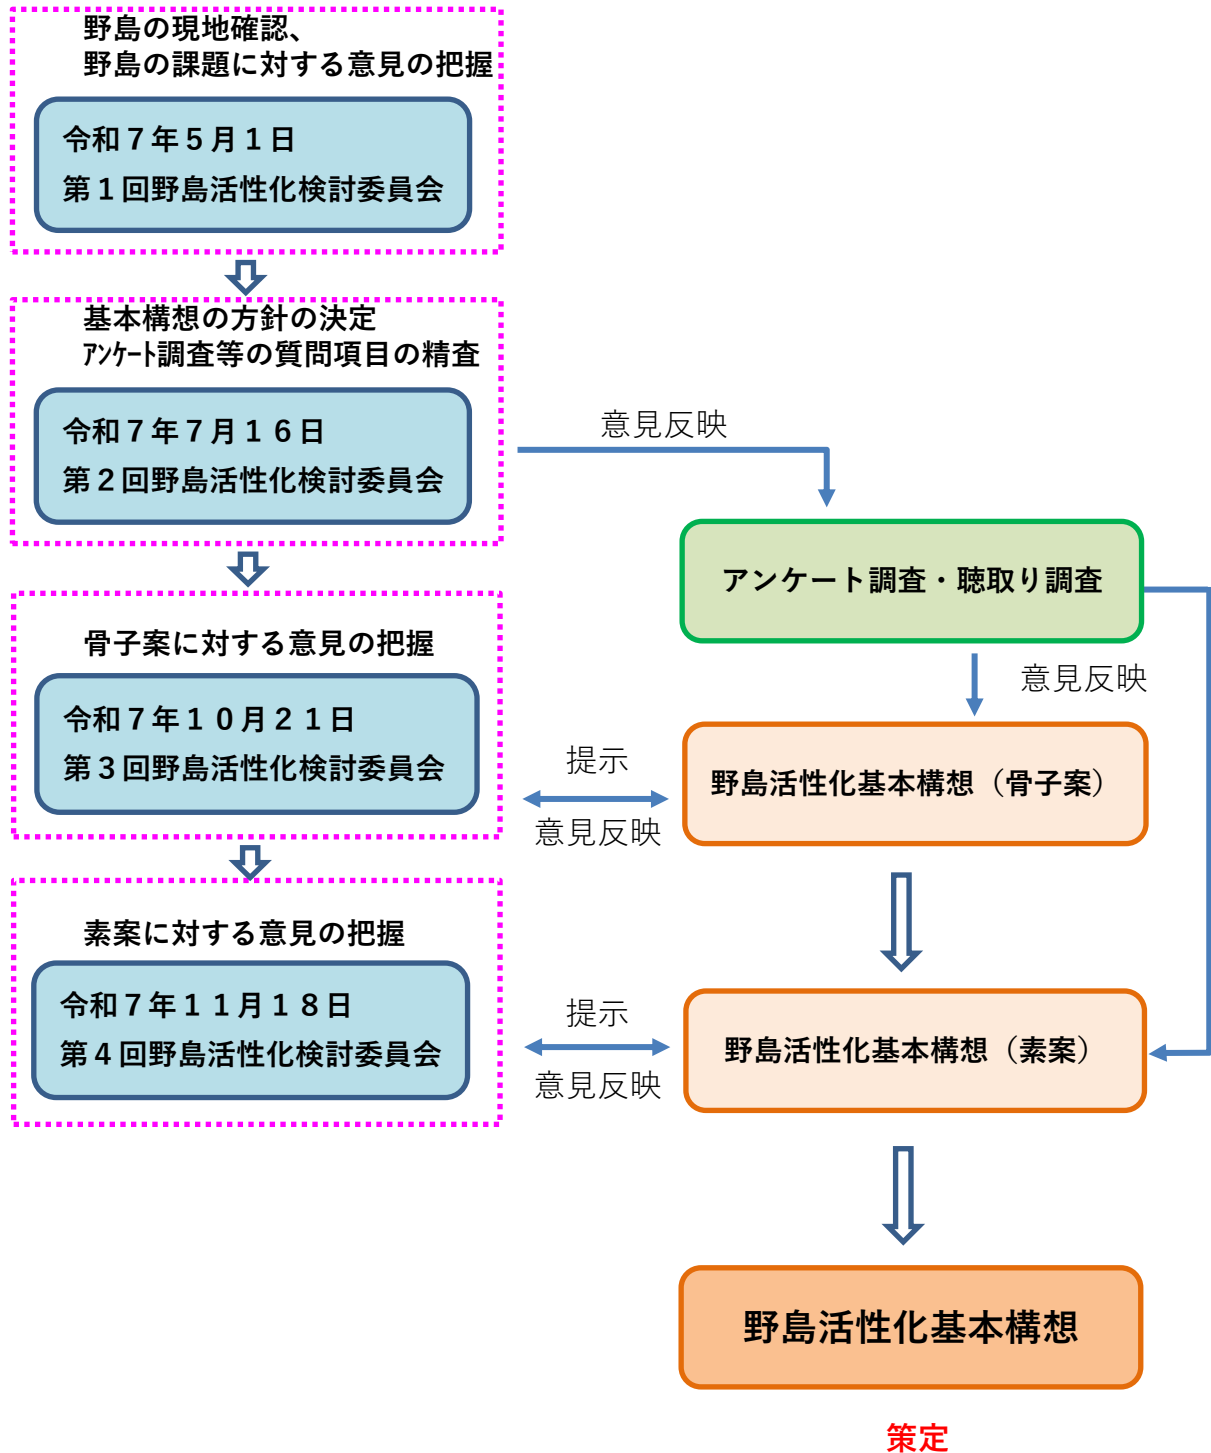 野島の現地確認、
野島の課題に対する意見の把握
令和７年５月１日
第１回野島活性化検討委員会
基本構想の方針の決定
ｱﾝｹｰﾄ調査等の質問項目の精査
令和７年７月１６日
第２回野島活性化検討委員会
意見反映
アンケート調査・聴取り調査
意見反映
骨子案に対する意見の把握
令和７年１０月２１日
第３回野島活性化検討委員会
提示
意見反映
野島活性化基本構想（骨子案）
素案に対する意見の把握
令和７年１１月１８日
第４回野島活性化検討委員会
提示
意見反映
野島活性化基本構想（素案）
野島活性化基本構想
策定